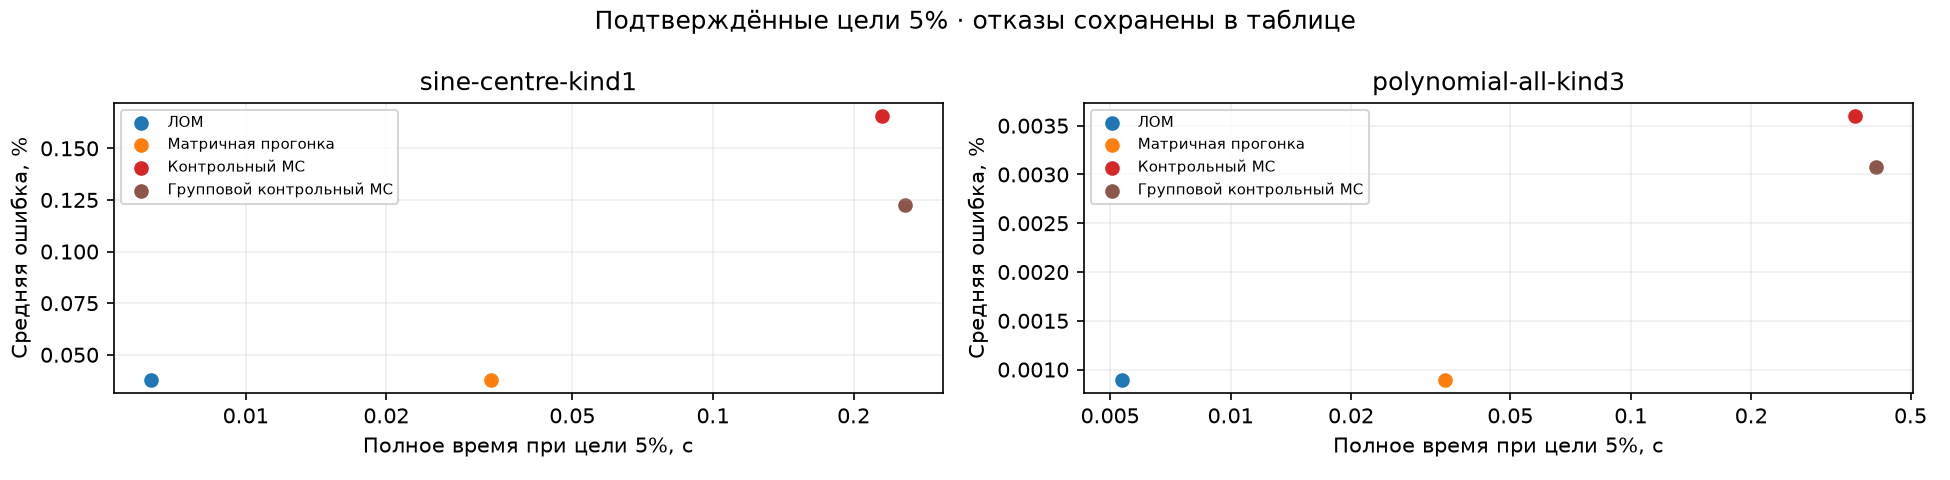 Подтверждённые цели 5% · отказы сохранены в таблице
sine-centre-kind1
Средняя ошибка, %
0.150
0.125
0.100
0.075
0.050
ЛОМ
Матричная прогонка
Контрольный МС
Групповой контрольный МС
0.01 0.02 0.05 0.1 0.2
Полное время при цели 5%, с
polynomial-all-kind3
Средняя ошибка, %
0.0035
0.0030
0.0025
0.0020
0.0015
0.0010
ЛОМ
Матричная прогонка
Контрольный МС
Групповой контрольный МС
0.005 0.01 0.02 0.05 0.1 0.2 0.5
Полное время при цели 5%, с